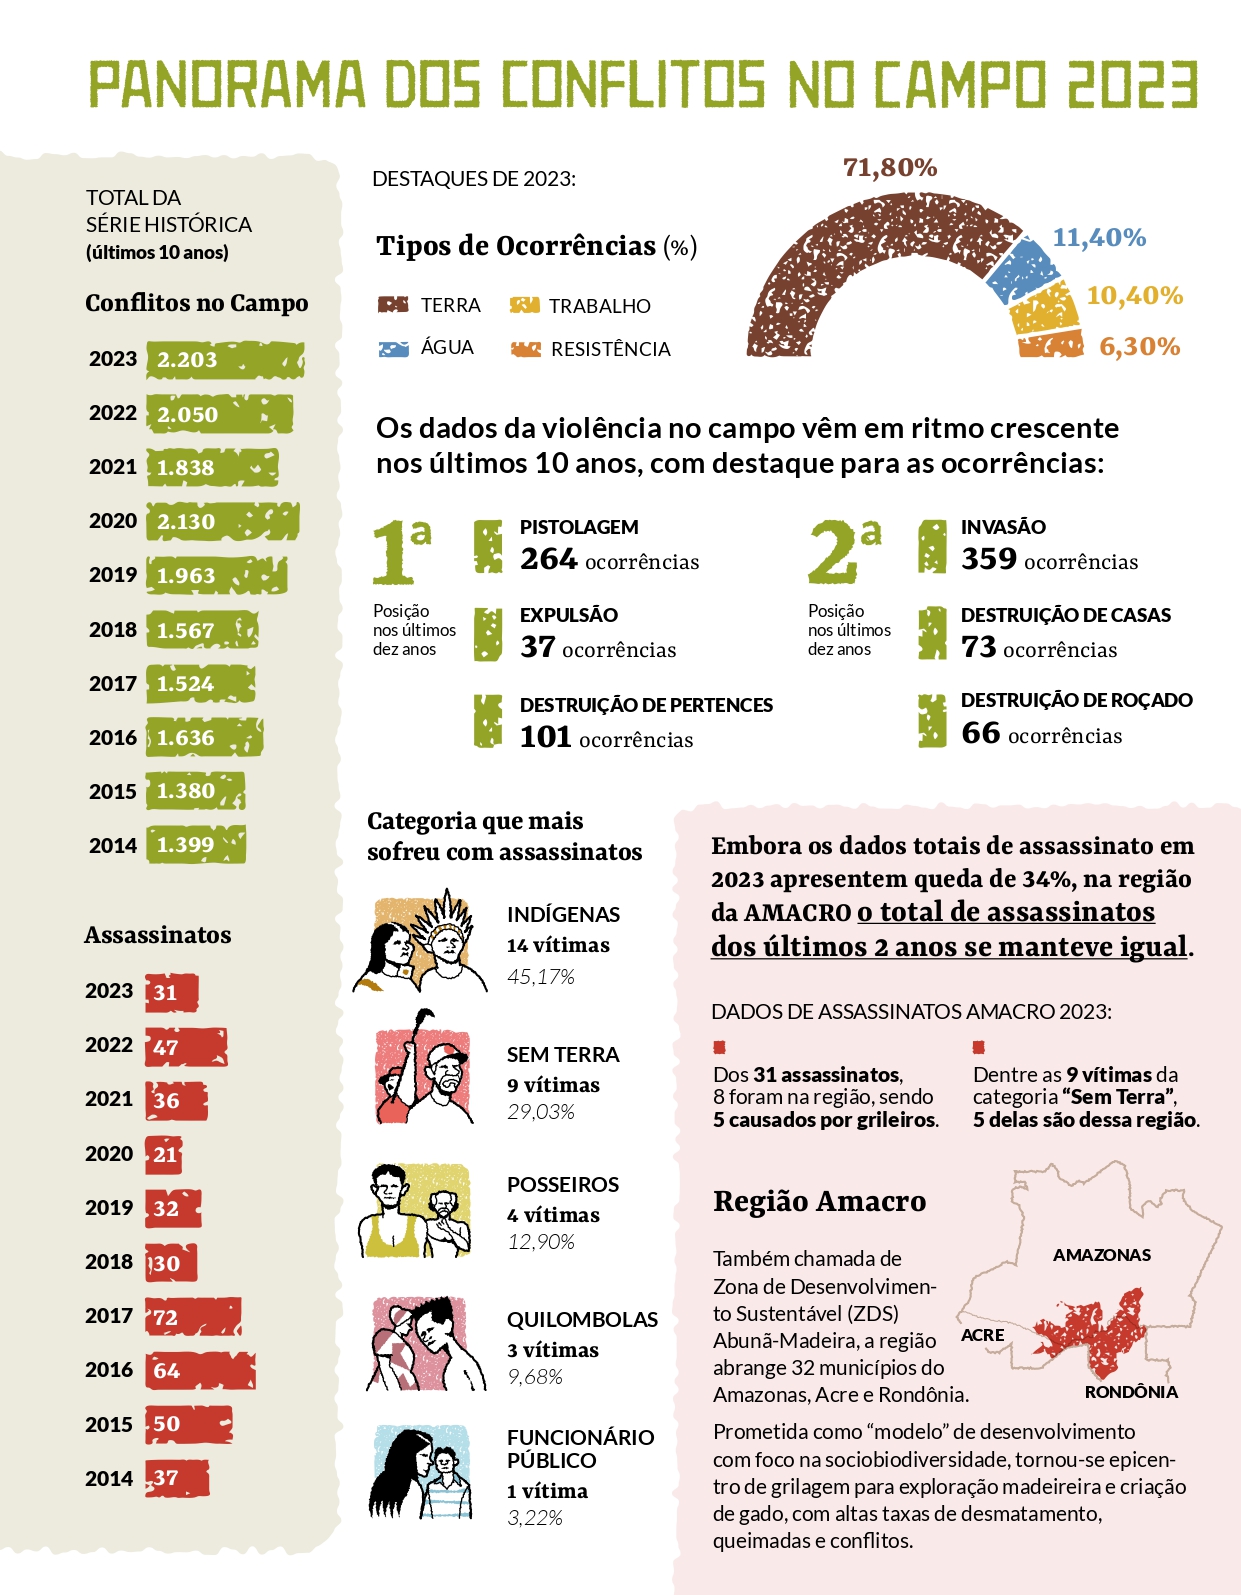 PANORAMA DOS CONFLITOS NO CAMPO 2023
TOTAL DA
SÉRIE HISTÓRICA
(últimos 10 anos)
Conflitos no Campo
2023 2.203
2022 2.050
2021 1.838
2020 2.130
2019 1.963
2018 1.567
2017 1.524
2016 1.636
2015 1.380
2014 1.399
Assassinatos
2023 31
2022 47
2021 36
2020 21
2019 32
2018 30
2017 72
2016 64
2015 50
2014 37
DESTAQUES DE 2023:
Tipos de Ocorrências (%)
TERRA
TRABALHO
ÁGUA
RESISTÊNCIA
71,80%
11,40%
10,40%
6,30%
Os dados da violência no campo vêm em ritmo crescente
nos últimos 10 anos, com destaque para as ocorrências:
1ª
Posição
nos últimos
dez anos
PISTOLAGEM
264 ocorrências
EXPULSÃO
37 ocorrências
DESTRUIÇÃO DE PERTENCES
101 ocorrências
2ª
Posição
nos últimos
dez anos
INVASÃO
359 ocorrências
DESTRUIÇÃO DE CASAS
73 ocorrências
DESTRUIÇÃO DE ROÇADO
66 ocorrências
Categoria que mais
sofreu com assassinatos
INDÍGENAS
14 vítimas
45,17%
SEM TERRA
9 vítimas
29,03%
POSSEIROS
4 vítimas
12,90%
QUILOMBOLAS
3 vítimas
9,68%
FUNCIONÁRIO
PÚBLICO
1 vítima
3,22%
Embora os dados totais de assassinato em
2023 apresentem queda de 34%, na região
da AMACRO o total de assassinatos
dos últimos 2 anos se manteve igual.
DADOS DE ASSASSINATOS AMACRO 2023:
Dos 31 assassinatos,
8 foram na região, sendo
5 causados por grileiros.
Dentre as 9 vítimas da
categoria “Sem Terra”,
5 delas são dessa região.
Região Amacro
Também chamada de
Zona de Desenvolvimen-
to Sustentável (ZDS)
Abunã-Madeira, a região
abrange 32 municípios do
Amazonas, Acre e Rondônia.
AMAZONAS
ACRE
RONDÔNIA
Prometida como “modelo” de desenvolvimento
com foco na sociobiodiversidade, tornou-se epicen-
tro de grilagem para exploração madeireira e criação
de gado, com altas taxas de desmatamento,
queimadas e conflitos.